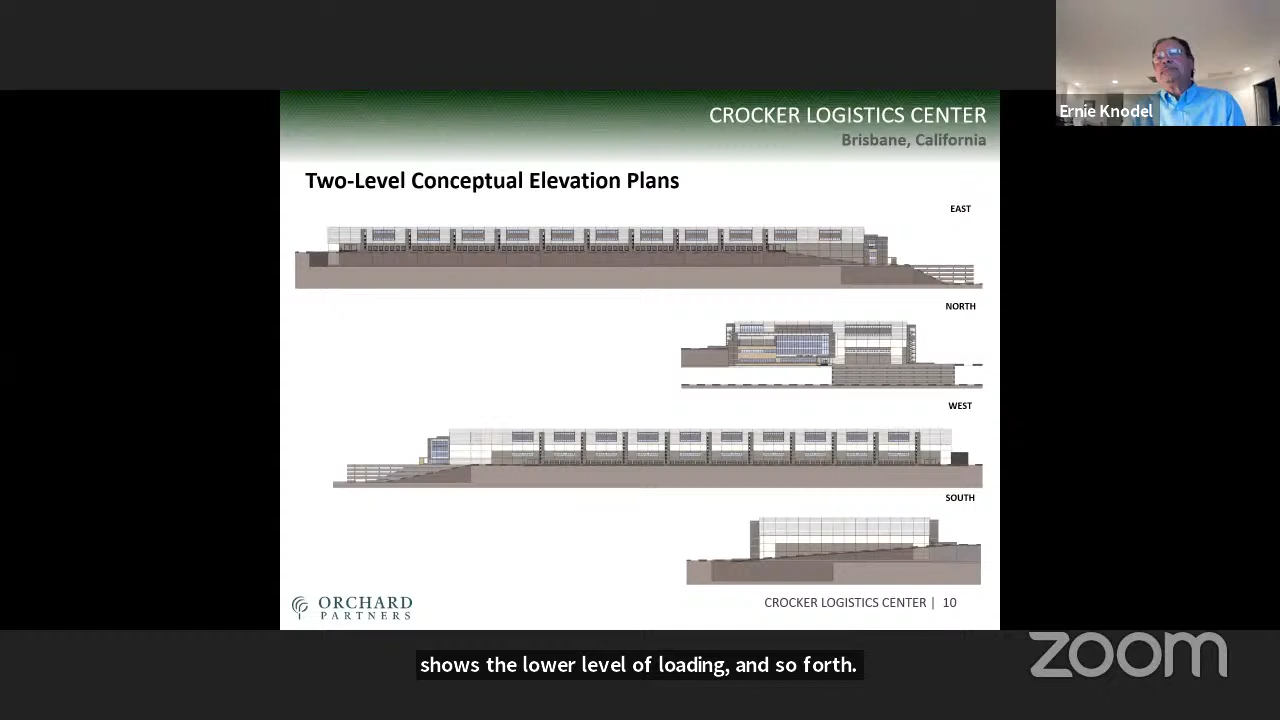 CROCKER LOGISTICS CENTER
Brisbane, California
Ernie Knodel
Two-Level Conceptual Elevation Plans
EAST
NORTH
WEST
SOUTH
ORCHARD
PARTNERS
CROCKER LOGISTICS CENTER | 10
shows the lower level of loading, and so forth.
zoom